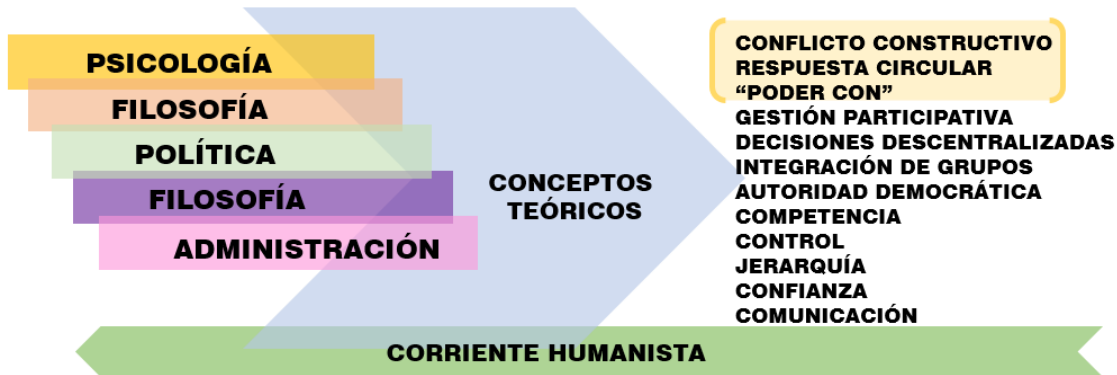 PSICOLOGÍA
FILOSOFÍA
POLÍTICA
FILOSOFÍA
ADMINISTRACIÓN
CONCEPTOS
TEÓRICOS
CONFLICTO CONSTRUCTIVO
RESPUESTA CIRCULAR
“PODER CON”
GESTIÓN PARTICIPATIVA
DECISIONES DESCENTRALIZADAS
INTEGRACIÓN DE GRUPOS
AUTORIDAD DEMOCRÁTICA
COMPETENCIA
CONTROL
JERARQUÍA
CONFIANZA
COMUNICACIÓN
CORRIENTE HUMANISTA